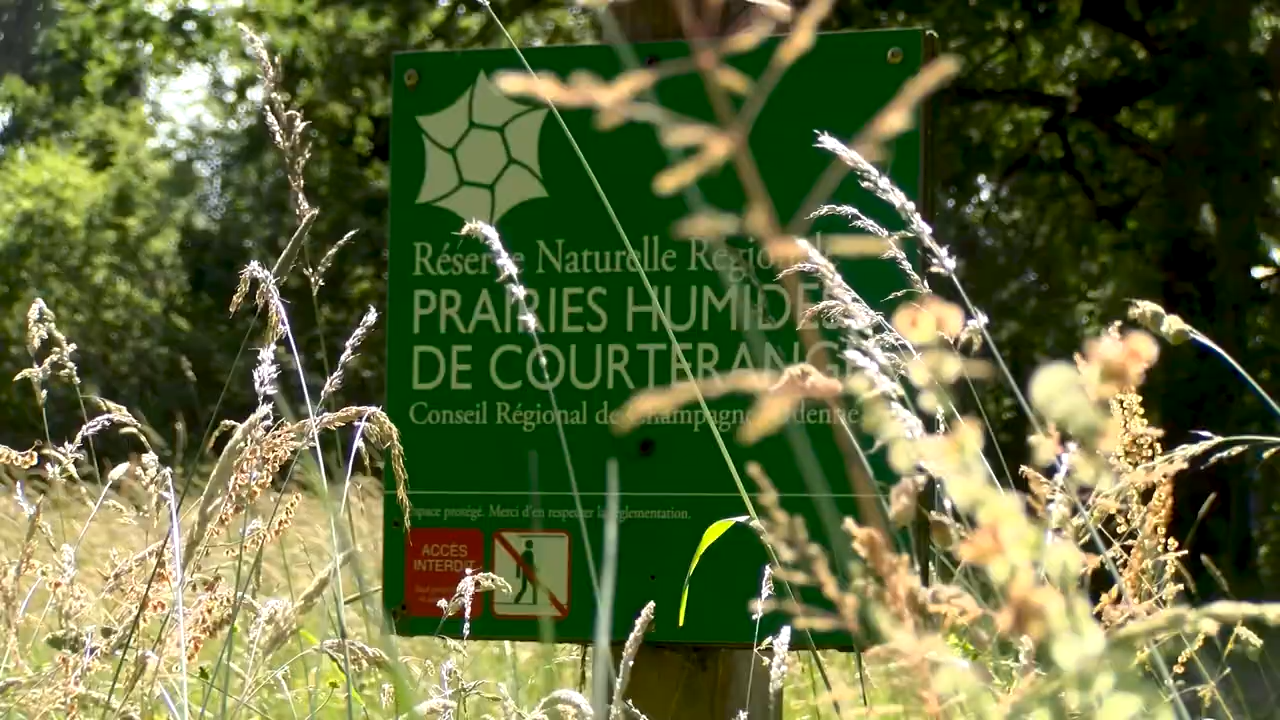 Réserve Naturelle Régionale
PRAIRIES HUMIDES
DE COURTERANGES
Conseil Régional de Champagne-Ardenne
Espace protégé. Merci d'en respecter la réglementation.
ACCÈS
INTERDIT